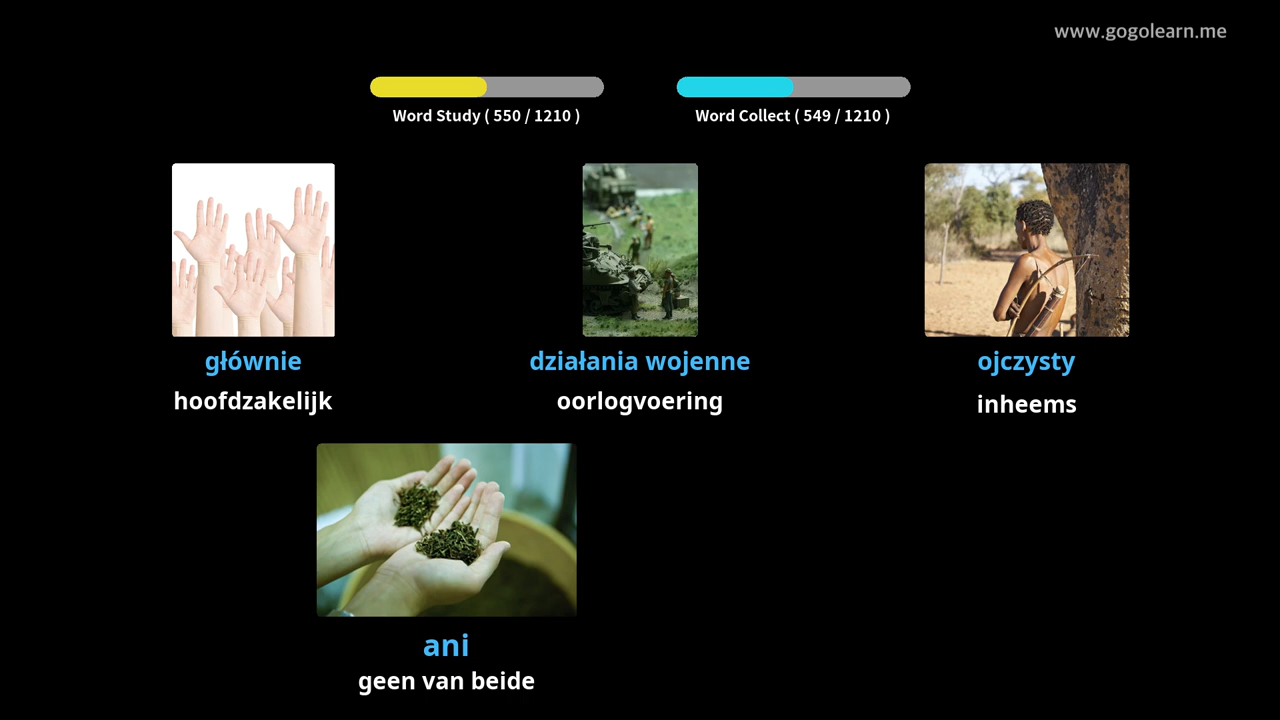 www.gogolearn.me
Word Study ( 550 / 1210 )
Word Collect ( 549 / 1210 )
głównie
hoofdzakelijk
działania wojenne
oorlogvoering
ojczysty
inheems
ani
geen van beide